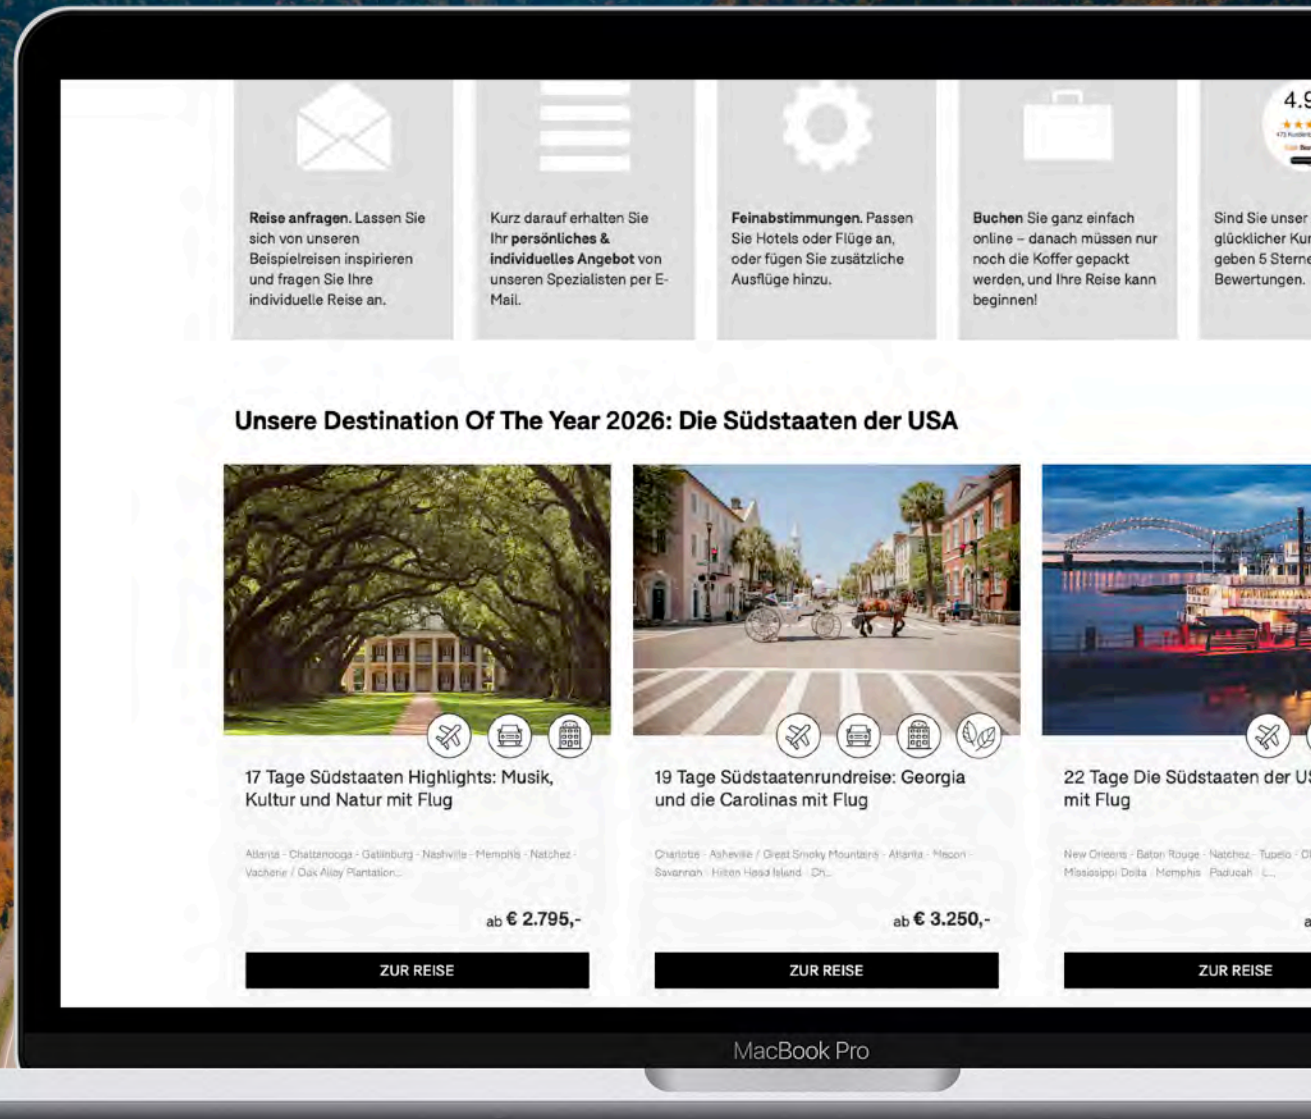 4.9
Reise anfragen. Lassen Sie
sich von unseren
Beispielreisen inspirieren
und fragen Sie Ihre
individuelle Reise an.
Kurz darauf erhalten Sie
Ihr persönliches &
individuelles Angebot von
unseren Spezialisten per E-
Mail.
Feinabstimmungen. Passen
Sie Hotels oder Flüge an,
oder fügen Sie zusätzliche
Ausflüge hinzu.
Buchen Sie ganz einfach
online – danach müssen nur
noch die Koffer gepackt
werden, und Ihre Reise kann
beginnen!
Sind Sie unser
glücklicher
geben 5 Sterne
Bewertungen.
Unsere Destination Of The Year 2026: Die Südstaaten der USA
17 Tage Südstaaten Highlights: Musik,
Kultur und Natur mit Flug
Atlanta - Chattanooga - Gatlinburg - Nashville - Memphis - Natchez -
Vacherie / Oak Alley Plantation...
ab € 2.795,-
ZUR REISE
19 Tage Südstaatenrundreise: Georgia
und die Carolinas mit Flug
Charlotte - Asheville / Great Smoky Mountains - Atlanta - Macon -
Savannah - Hilton Head Island - Ch...
ab € 3.250,-
ZUR REISE
22 Tage Die Südstaaten der
mit Flug
New Orleans - Baton Rouge - Natchez - Tupelo -
Mississippi Delta - Memphis - Paducah - L...
ZUR REISE
MacBook Pro